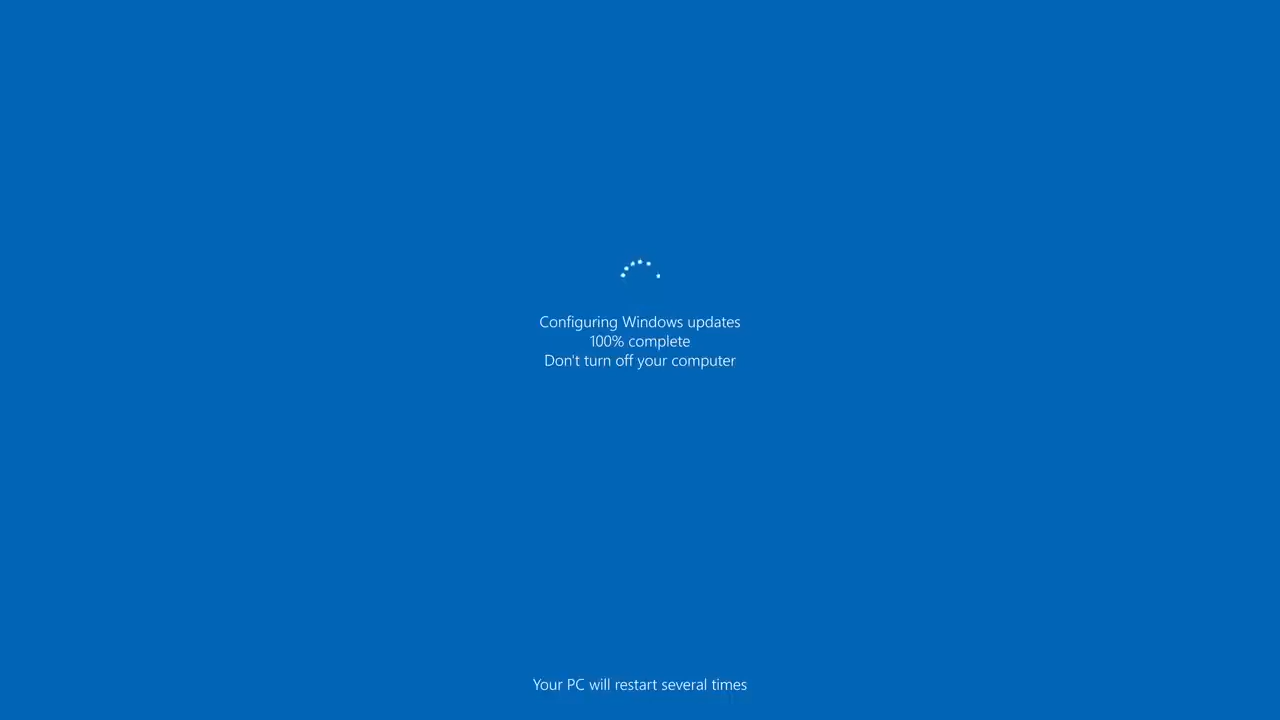 Configuring Windows updates
100% complete
Don't turn off your computer
Your PC will restart several times